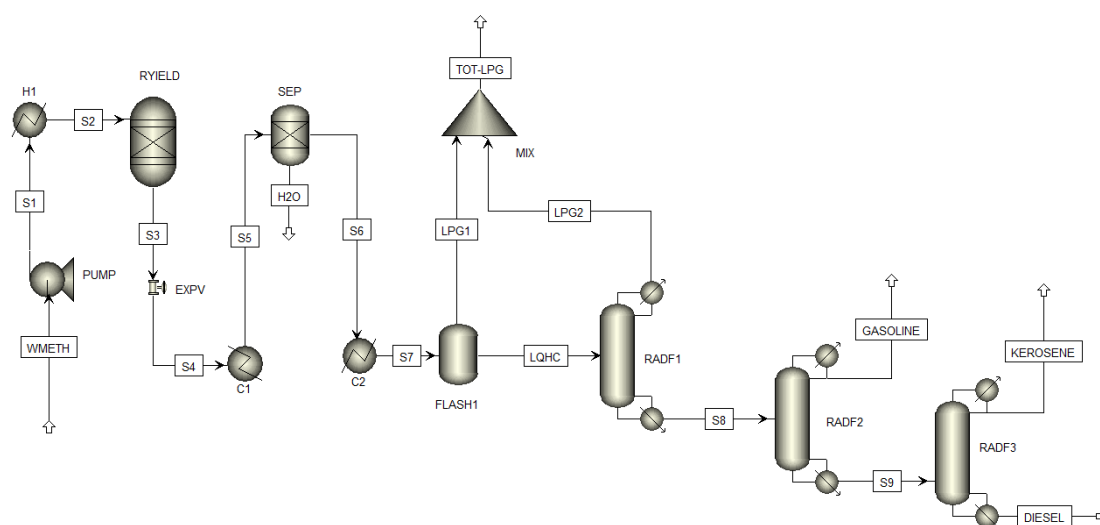 TOT-LPG
H1
RYIELD
SEP
S2
MIX
H2O
S1
S3
S5
S6
LPG1
LPG2
PUMP
EXPV
GASOLINE
KEROSENE
WMETH
S4
C1
C2
S7
FLASH1
LQHC
RADF1
S8
RADF2
S9
RADF3
DIESEL